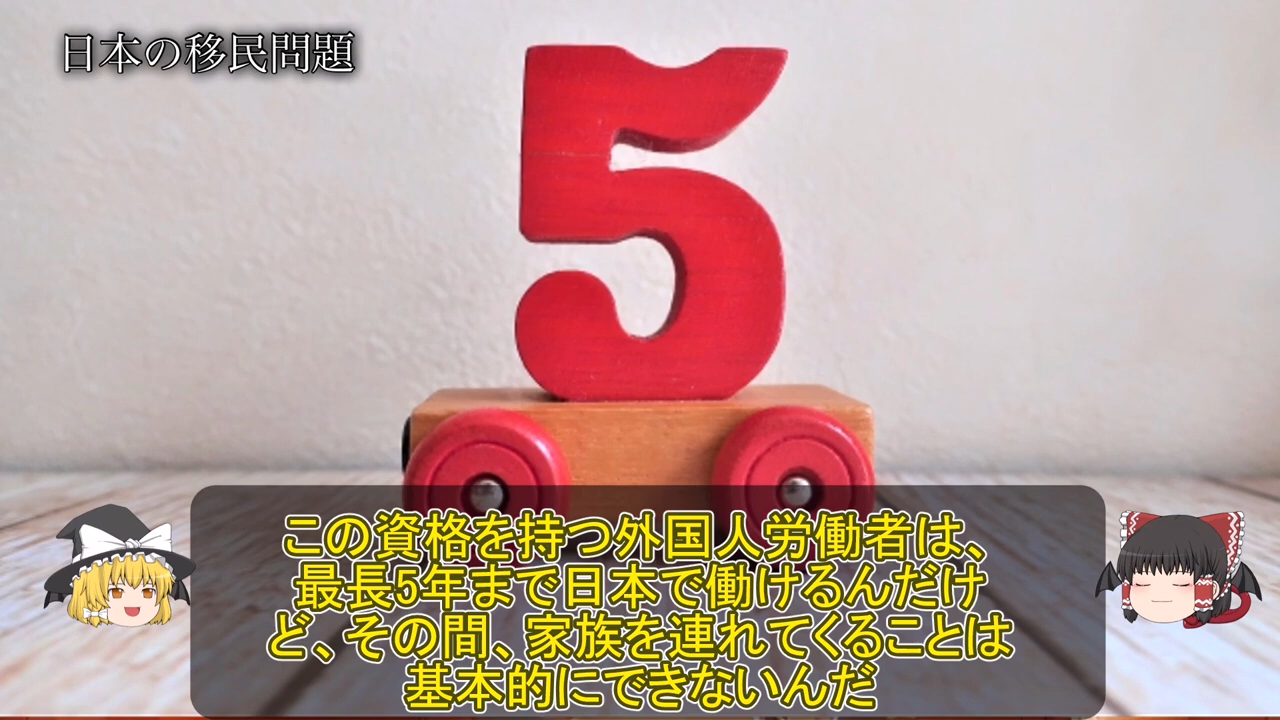 日本の移民問題
5
この資格を持つ外国人労働者は、
最長5年まで日本で働けるんだけ
ど、その間、家族を連れてくることは
基本的にできないんだ